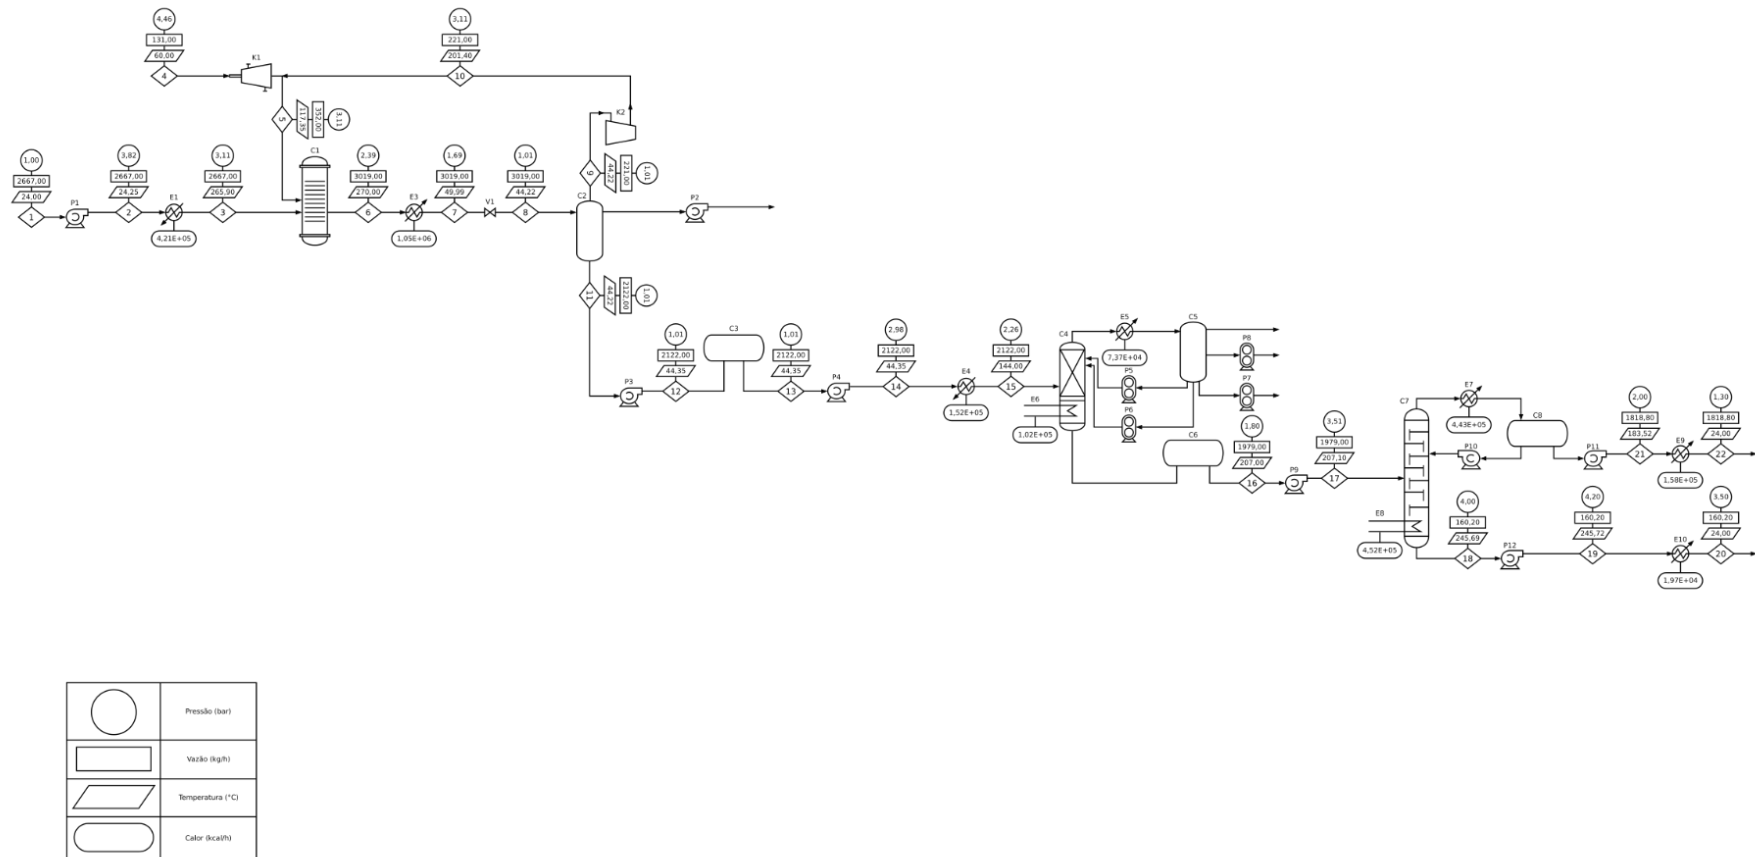 4,46
131,00
60,00
4
K1
3,11
221,00
201,40
10
K2
5
117,35
352,00
3,11
9
44,22
221,00
1,01
1,00
2667,00
24,00
1
P1
3,82
2667,00
24,25
2
E1
4,21E+05
3,11
2667,00
265,90
3
C1
2,39
3019,00
270,00
6
E3
1,05E+06
1,69
3019,00
49,99
7
V1
1,01
3019,00
44,22
8
C2
P2
11
44,22
2122,00
1,01
P3
1,01
2122,00
44,35
12
C3
1,01
2122,00
44,35
13
P4
2,98
2122,00
44,35
14
E4
1,52E+05
2,26
2122,00
144,00
15
C4
E5
7,37E+04
C5
P8
P7
P5
P6
E6
1,02E+05
C6
1,80
1979,00
207,00
16
P9
3,51
1979,00
207,10
17
C7
E7
4,43E+05
C8
P10
P11
E8
4,52E+05
2,00
1818,80
183,52
21
E9
1,58E+05
1,30
1818,80
24,00
22
4,00
160,20
245,69
18
P12
4,20
160,20
245,72
19
E10
1,97E+04
3,50
160,20
24,00
20
Pressão (bar)
Vazão (kg/h)
Temperatura (°C)
Calor (kcal/h)